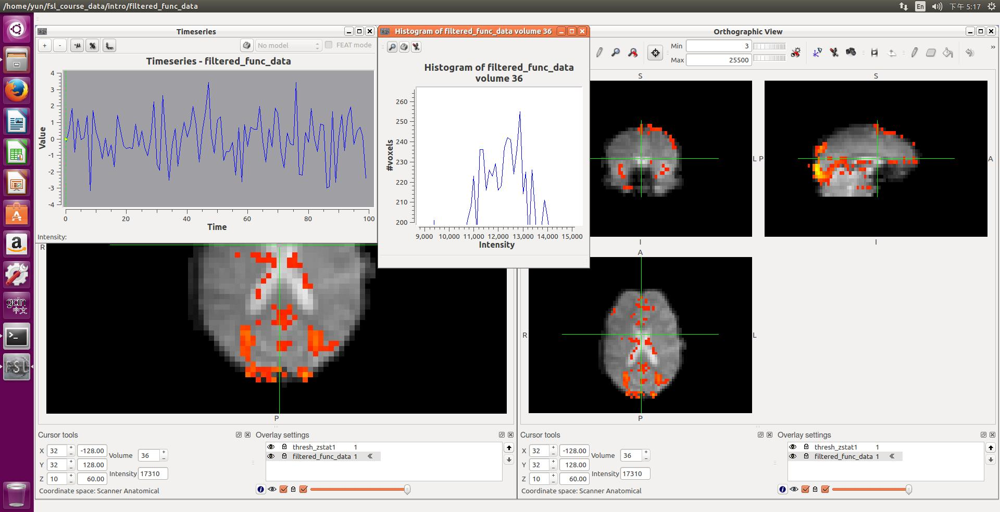 /home/yun/fsl_course_data/intro/filtered_func_data
En
下午 5:17
Timeseries
+
-
-μ
%
No model
FEAT mode
Timeseries - filtered_func_data
4
3
2
1
0
-1
-2
-3
-4
Value
0
20
40
60
80
100
Time
Intensity:
Histogram of filtered_func_data volume 36
Histogram of filtered_func_data
volume 36
260
250
240
230
220
210
200
#voxels
9,000
10,000
11,000
12,000
13,000
14,000
15,000
Intensity
Orthographic View
Min
3
Max
25500
»
S
S
L
P
A
I
I
A
R
L
P
R
P
Cursor tools
X
32
-128.00
Y
32
128.00
Z
10
60.00
Volume
36
Intensity
17310
Coordinate space: Scanner Anatomical
Overlay settings
thresh_zstat1 1
filtered_func_data 1
Cursor tools
X
32
-128.00
Y
32
128.00
Z
10
60.00
Volume
36
Intensity
17310
Coordinate space: Scanner Anatomical
Overlay settings
thresh_zstat1 1
filtered_func_data 1
a
gcin
中文
FSL